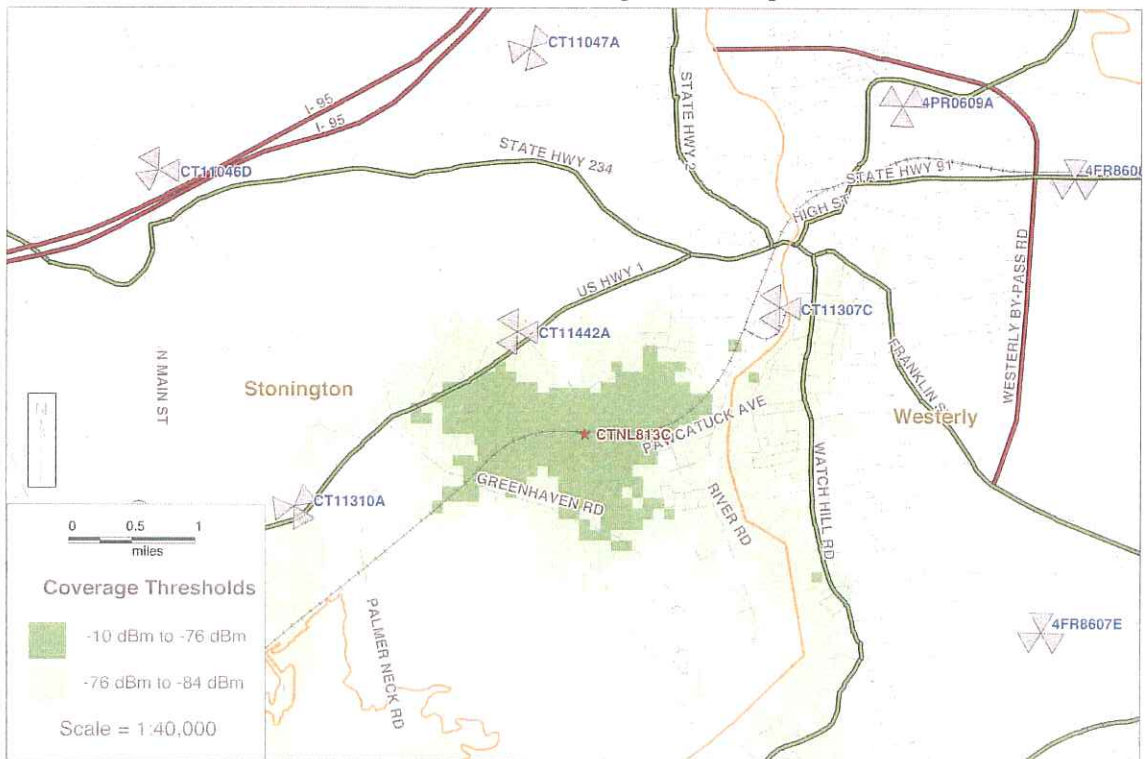 CT11047A
I-95
I-95
CT11046D
STATE HWY 234
STATE HWY 2
4PR0609A
STATE HWY 91
4FR8608
HIGH ST
US HWY 1
CT11307C
CT11442A
WESTERLY BY-PASS RD
N MAIN ST
Stonington
FRANKLIN S
Westerly
CTNL813C
PAWCATUCK AVE
WATCH HILL RD
GREENHAVEN RD
RIVER RD
CT11310A
0 0.5 1
miles
Coverage Thresholds
-10 dBm to -76 dBm
-76 dBm to -84 dBm
Scale = 1:40,000
PALMER NECK RD
4FR8607E